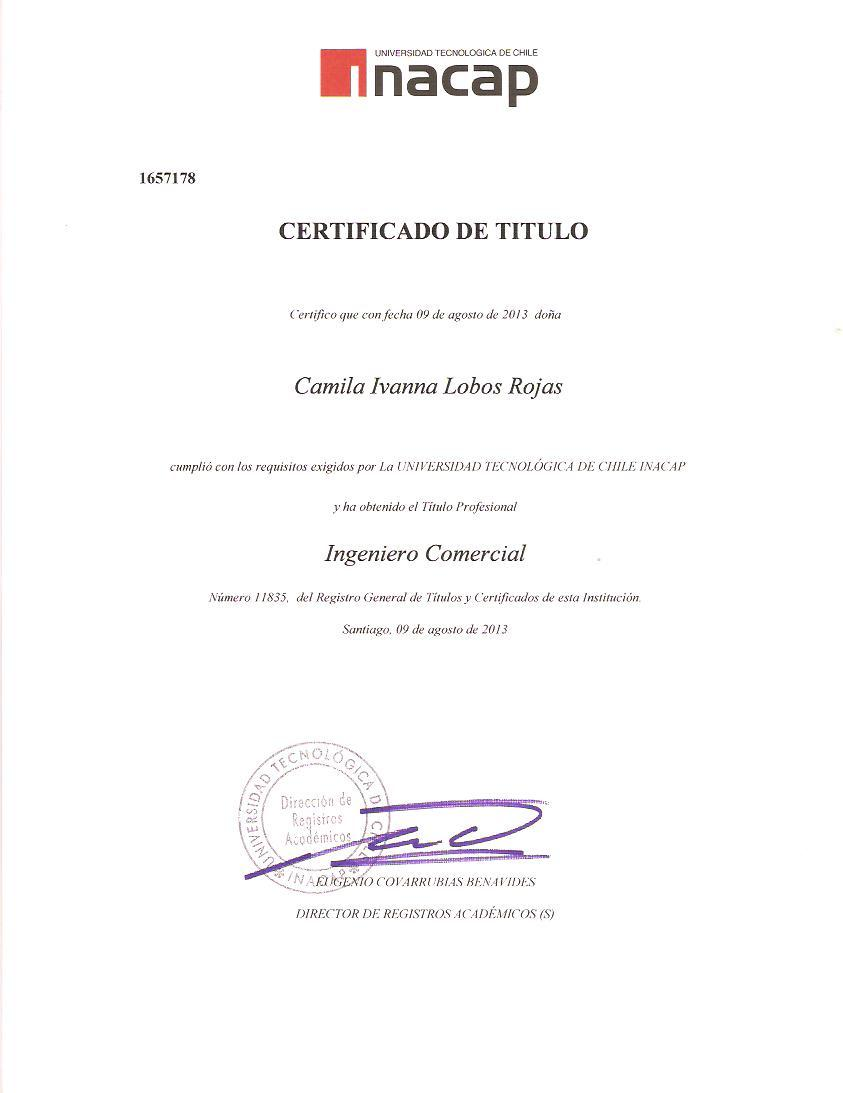 UNIVERSIDAD TECNOLOGICA DE CHILE
ınacap
1657178
CERTIFICADO DE TITULO
Certifico que con fecha 09 de agosto de 2013 doña
Camila Ivanna Lobos Rojas
cumplió con los requisitos exigidos por La UNIVERSIDAD TECNOLÓGICA DE CHILE INACAP
y ha obtenido el Título Profesional
Ingeniero Comercial
Número 11835, del Registro General de Títulos y Certificados de esta Institución.
Santiago, 09 de agosto de 2013
UNIVERSIDAD TECNOLÓGICA D
Dirección de
Registros
Académicos
INACAP
EUGENIO COVARRUBIAS BENAVIDES
DIRECTOR DE REGISTROS ACADÉMICOS (S)